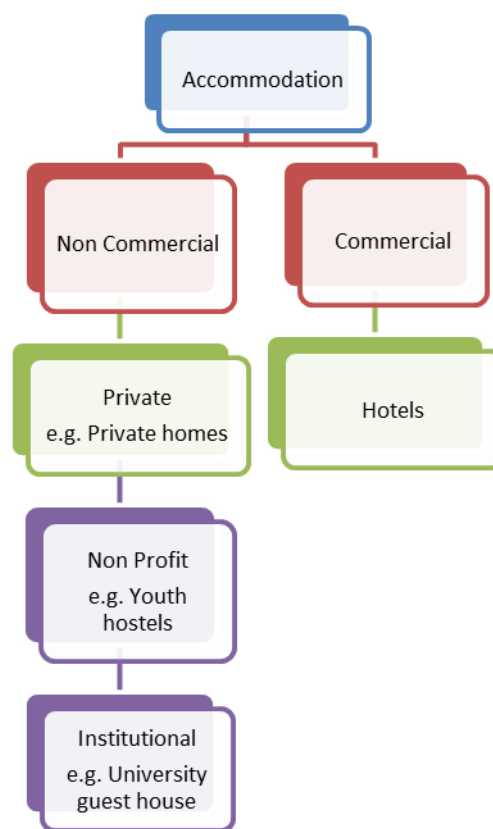 Accommodation
Non Commercial
Commercial
Private
e.g. Private homes
Hotels
Non Profit
e.g. Youth
hostels
Institutional
e.g. University
guest house